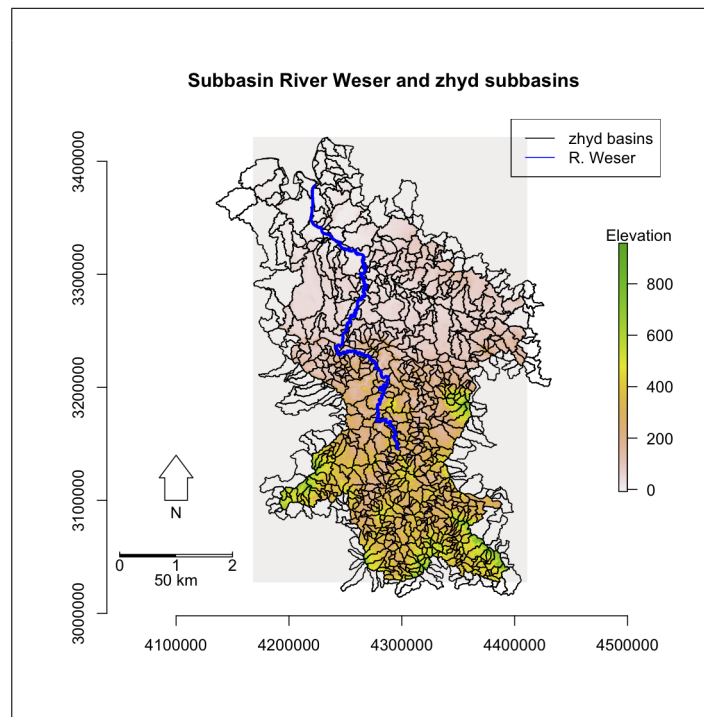 Subbasin River Weser and zhyd subbasins
zhyd basins
R. Weser
Elevation
800
600
400
200
0
3400000
3300000
3200000
3100000
3000000
N
0 1 2
50 km
4100000 4200000 4300000 4400000 4500000